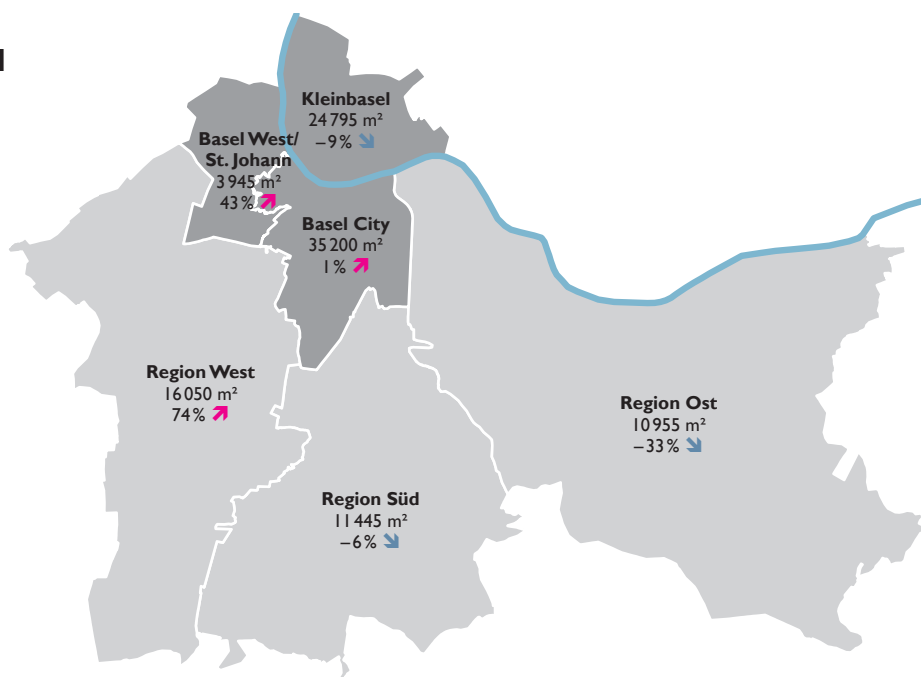 Kleinbasel
24 795 m²
–9 %
Basel West/
St. Johann
3 945 m²
43 %
Basel City
35 200 m²
1 %
Region West
16 050 m²
74 %
Region Ost
10 955 m²
–33 %
Region Süd
11 445 m²
–6 %